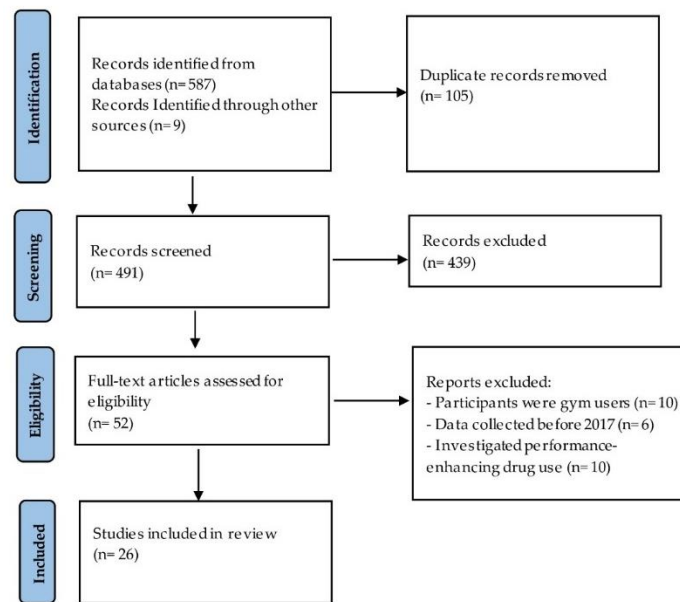 Identification
Records identified from
databases (n= 587)
Records Identified through other
sources (n= 9)
Duplicate records removed
(n= 105)
Screening
Records screened
(n= 491)
Records excluded
(n= 439)
Eligibility
Full-text articles assessed for
eligibility
(n= 52)
Reports excluded:
- Participants were gym users (n= 10)
- Data collected before 2017 (n= 6)
- Investigated performance-
enhancing drug use (n= 10)
Included
Studies included in review
(n= 26)